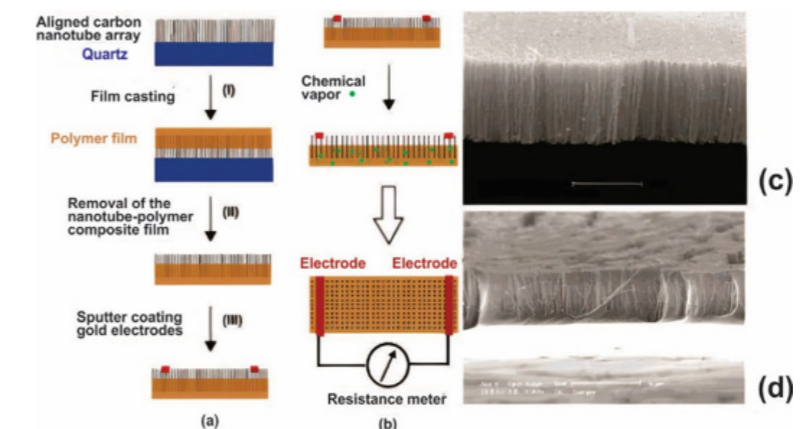 Aligned carbon
nanotube array
Quartz
Film casting
(I)
Polymer film
Removal of the
nanotube-polymer
composite film
(II)
Sputter coating
gold electrodes
(III)
(a)
Chemical
vapor
Electrode
Electrode
Resistance meter
(b)
(c)
(d)